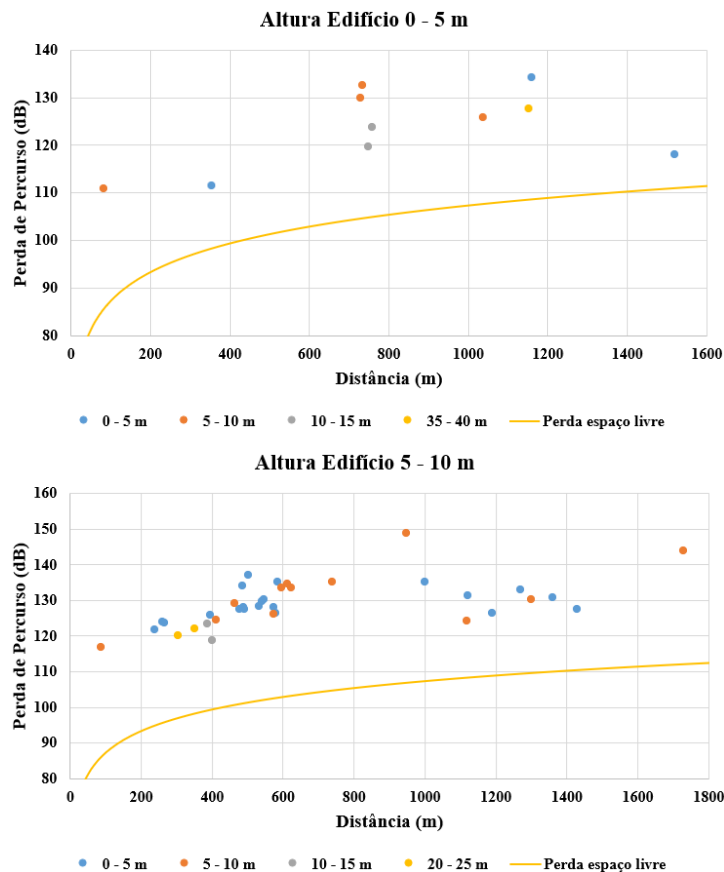 Altura Edifício 0 - 5 m
Perda de Percurso (dB)
140
130
120
110
100
90
80
0 200 400 600 800 1000 1200 1400 1600
Distância (m)
0 - 5 m 5 - 10 m 10 - 15 m 35 - 40 m Perda espaço livre
Altura Edifício 5 - 10 m
Perda de Percurso (dB)
160
150
140
130
120
110
100
90
80
0 200 400 600 800 1000 1200 1400 1600 1800
Distância (m)
0 - 5 m 5 - 10 m 10 - 15 m 20 - 25 m Perda espaço livre